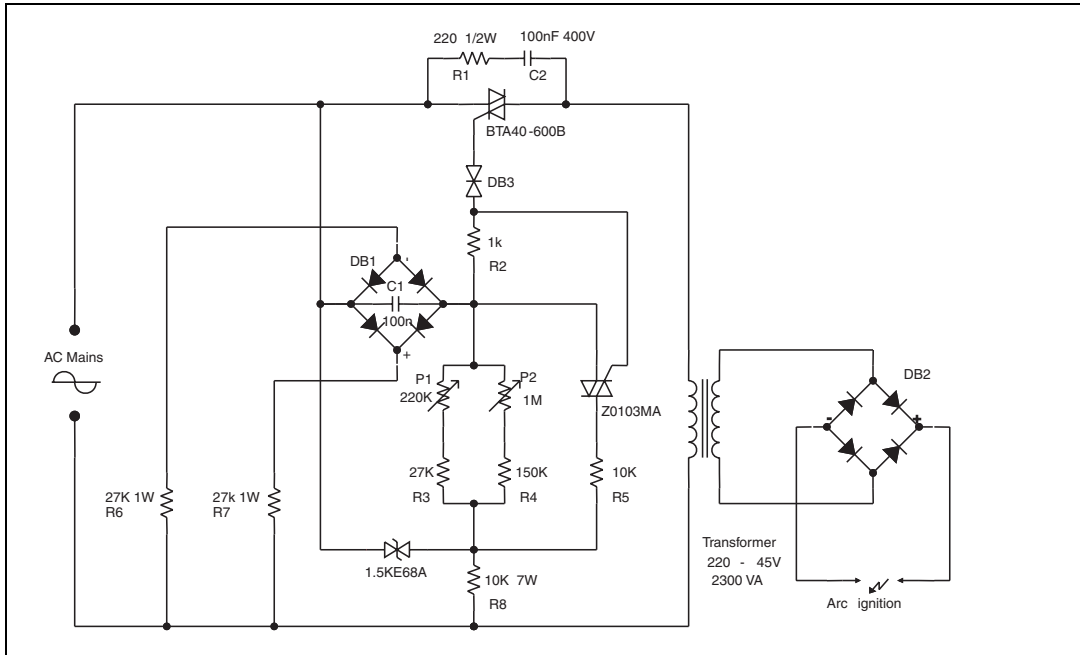 220 1/2W
100nF 400V
R1
C2
BTA40-600B
DB3
1k
R2
DB1
-
C1
100n
+
AC Mains
P1
220K
P2
1M
Z0103MA
DB2
-
+
27K
R3
150K
R4
10K
R5
27K 1W
R6
27k 1W
R7
1.5KE68A
10K 7W
R8
Transformer
220 - 45V
2300 VA
Arc ignition